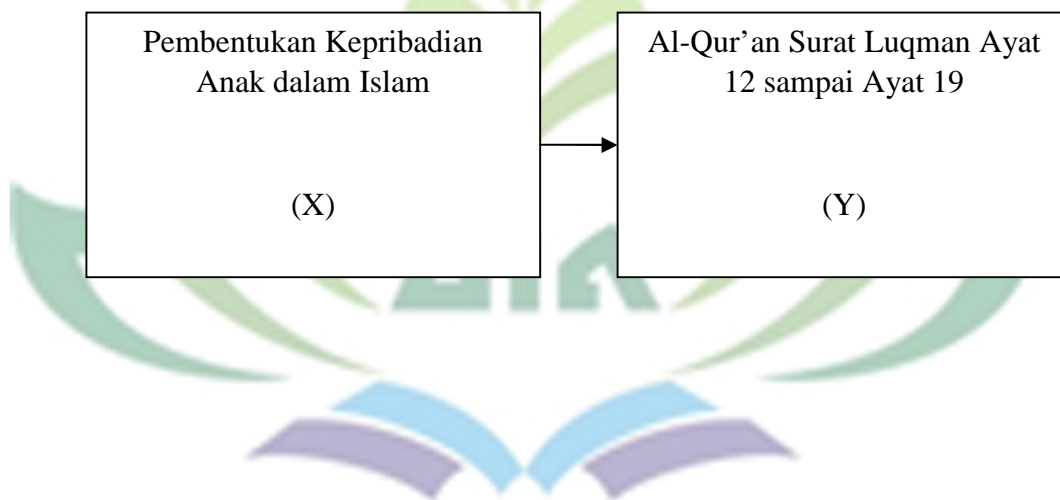 Pembentukan Kepribadian
Anak dalam Islam
(X)
Al-Qur’an Surat Luqman Ayat
12 sampai Ayat 19
(Y)